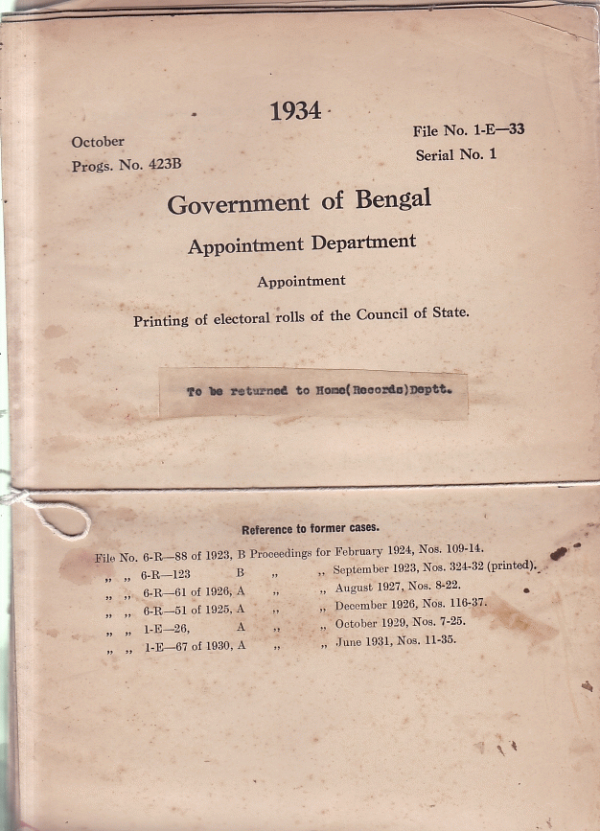 1934
October
File No. 1-E—33
Progs. No. 423B
Serial No. 1
Government of Bengal
Appointment Department
Appointment
Printing of electoral rolls of the Council of State.
To be returned to Home(Records)Deptt.
Reference to former cases.
File No. 6-R—88 of 1923, B Proceedings for February 1924, Nos. 109-14.
„ „ 6-R—123 B „ „ September 1923, Nos. 324-32 (printed).
„ „ 6-R—61 of 1926, A „ „ August 1927, Nos. 8-22.
„ „ 6-R—51 of 1925, A „ „ December 1926, Nos. 116-37.
„ „ 1-E—26, A „ „ October 1929, Nos. 7-25.
„ „ 1-E—67 of 1930, A „ „ June 1931, Nos. 11-35.